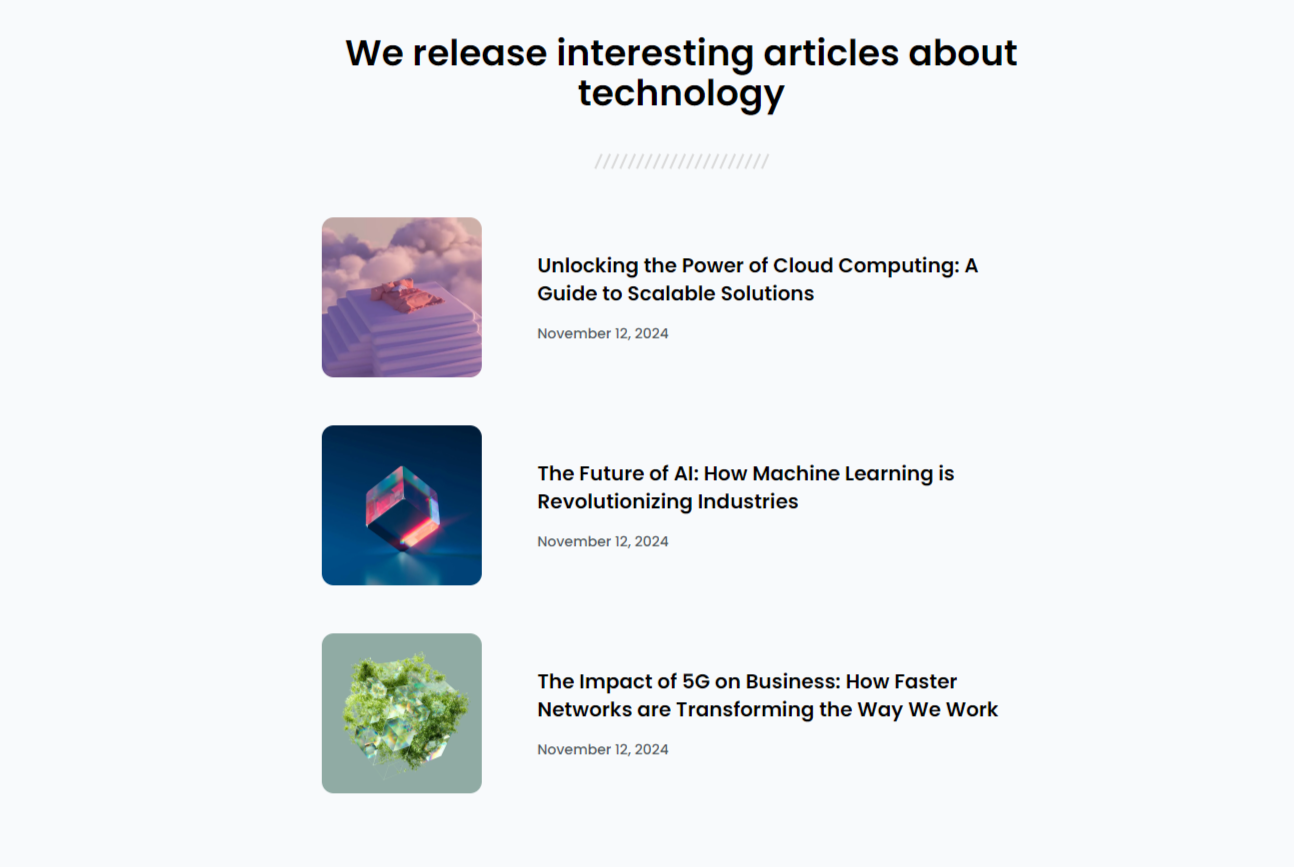 We release interesting articles about
technology
Unlocking the Power of Cloud Computing: A
Guide to Scalable Solutions
November 12, 2024
The Future of AI: How Machine Learning is
Revolutionizing Industries
November 12, 2024
The Impact of 5G on Business: How Faster
Networks are Transforming the Way We Work
November 12, 2024